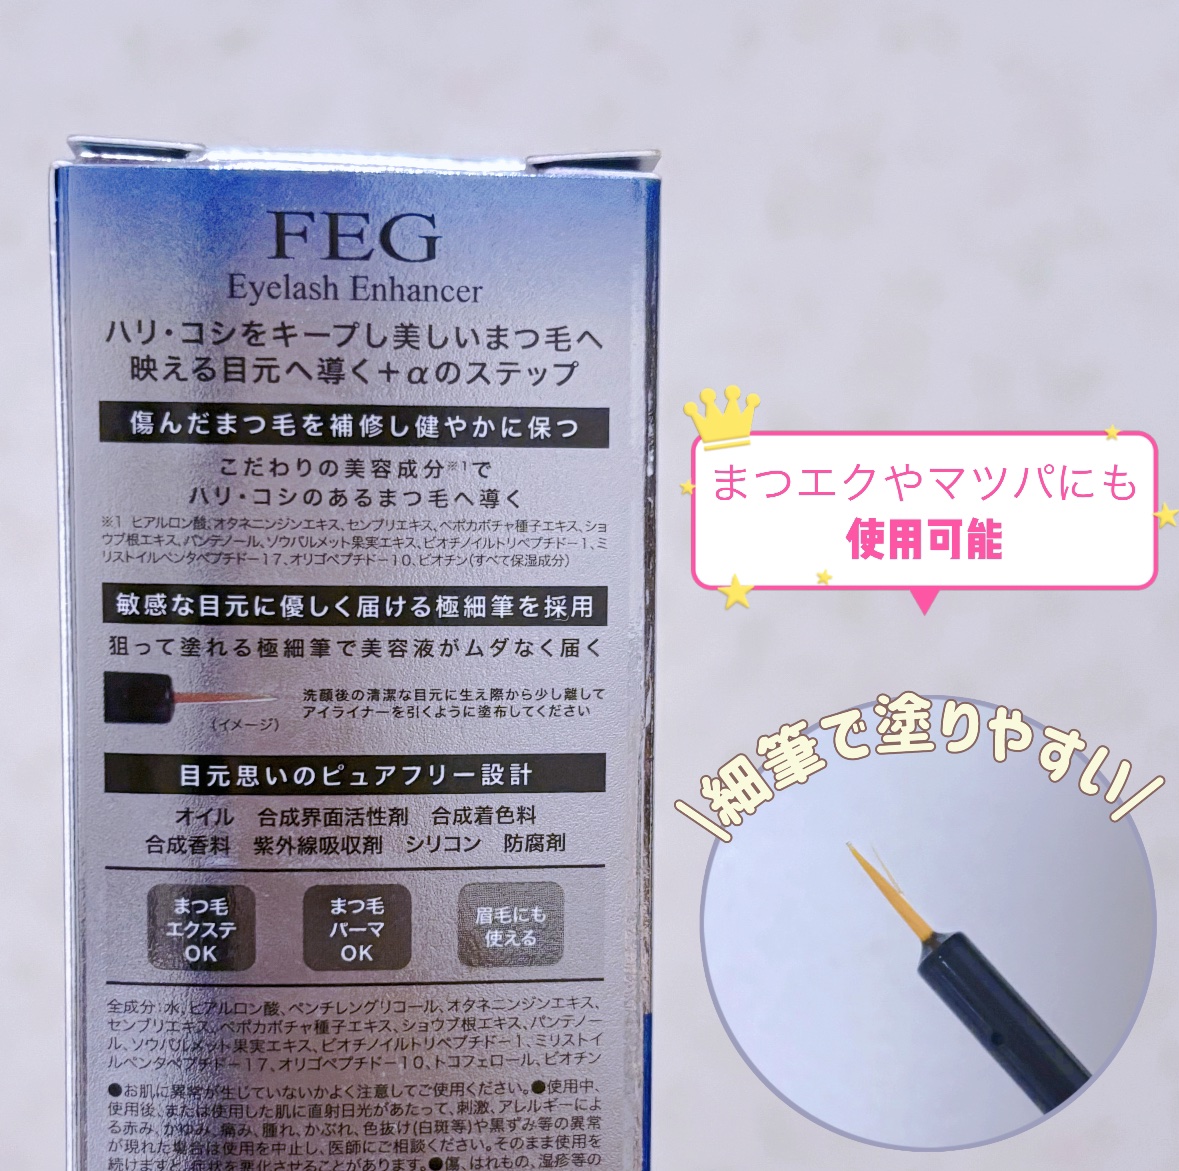 FEG
Eyelash Enhancer
ハリ・コシをキープし美しいまつ毛へ
映える目元へ導く＋αのステップ
傷んだまつ毛を補修し健やかに保つ
こだわりの美容成分※1で
ハリ・コシのあるまつ毛へ導く
※1 ヒアルロン酸、オタネニンジンエキス、センブリエキス、ペポカボチャ種子エキス、ショ
ウブ根エキス、パンテノール、ソウパルメット果実エキス、ビオチノイルトリペプチド－1、ミ
リストイルペンタペプチド－17、オリゴペプチド－10、ビオチン（すべて保湿成分）
敏感な目元に優しく届ける極細筆を採用
狙って塗れる極細筆で美容液がムダなく届く
洗顔後の清潔な目元に生え際から少し離して
アイライナーを引くように塗布してください
（イメージ）
目元思いのピュアフリー設計
オイル 合成界面活性剤 合成着色料
合成香料 紫外線吸収剤 シリコン 防腐剤
まつ毛
エクステ
OK
まつ毛
パーマ
OK
眉毛にも
使える
全成分：水、ヒアルロン酸、ペンチレングリコール、オタネニンジンエキス、
センブリエキス、ペポカボチャ種子エキス、ショウブ根エキス、パンテノー
ル、ソウパルメット果実エキス、ビオチノイルトリペプチド－1、ミリストイ
ルペンタペプチド－17、オリゴペプチド－10、トコフェロール、ビオチン
●お肌に異常が生じていないかよく注意してご使用ください。●使用中、
使用後、または使用した肌に直射日光があたって、刺激、アレルギーによ
る赤み、かゆみ、痛み、腫れ、かぶれ、色抜け(白斑等)や黒ずみ等の異常
が現れた場合は使用を中止し、医師にご相談ください。そのまま使用を
続けますと、症状を悪化させることがあります。●傷、はれもの、湿疹等の
まつエクやマツパにも
使用可能
\細筆で塗りやすい/